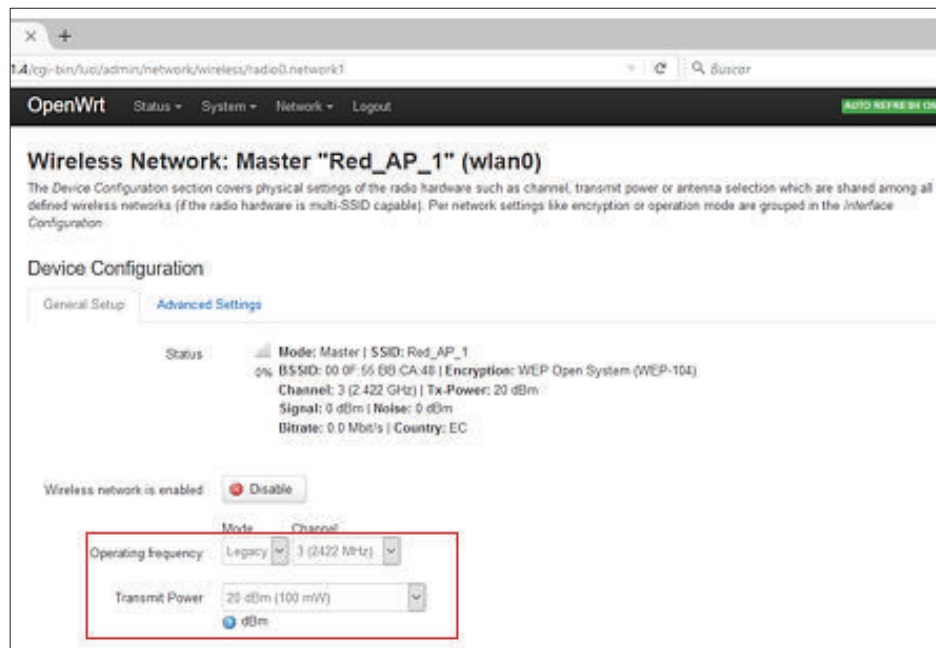 1.4/cgi-bin/luci/admin/network/wireless/radio0.network1
Buscar
OpenWrt Status System Network Logout AUTO REFRESH ON
Wireless Network: Master "Red_AP_1" (wlan0)
The Device Configuration section covers physical settings of the radio hardware such as channel, transmit power or antenna selection which are shared among all
defined wireless networks (if the radio hardware is multi-SSID capable). Per network settings like encryption or operation mode are grouped in the Interface
Configuration.
Device Configuration
General Setup Advanced Settings
Status
Mode: Master | SSID: Red_AP_1
0% BSSID: 00:0F:55:BB:CA:48 | Encryption: WEP Open System (WEP-104)
Channel: 3 (2.422 GHz) | Tx-Power: 20 dBm
Signal: 0 dBm | Noise: 0 dBm
Bitrate: 0.0 Mbit/s | Country: EC
Wireless network is enabled Disable
Mode Channel
Operating frequency Legacy 3 (2422 MHz)
Transmit Power 20 dBm (100 mW)
dBm